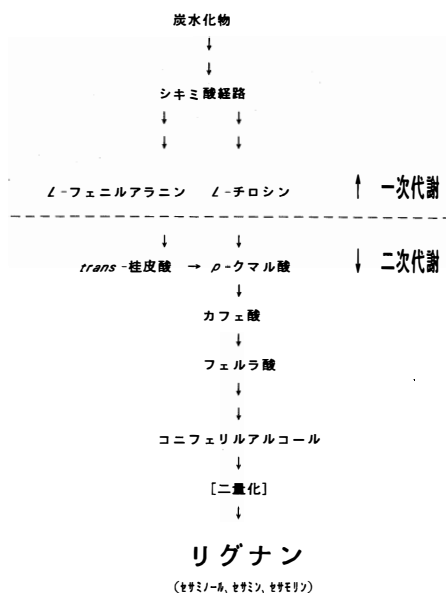 炭水化物
↓
↓
シキミ酸経路
↓ ↓
↓ ↓
L-フェニルアラニン L-チロシン ↑ 一次代謝
↓ ↓ ↓ 二次代謝
trans-桂皮酸 → p-クマル酸
↓
カフェ酸
↓
フェルラ酸
↓
↓
コニフェリルアルコール
↓
[二量化]
↓
リグナン
(セサミノール、セサミン、セサモリン)